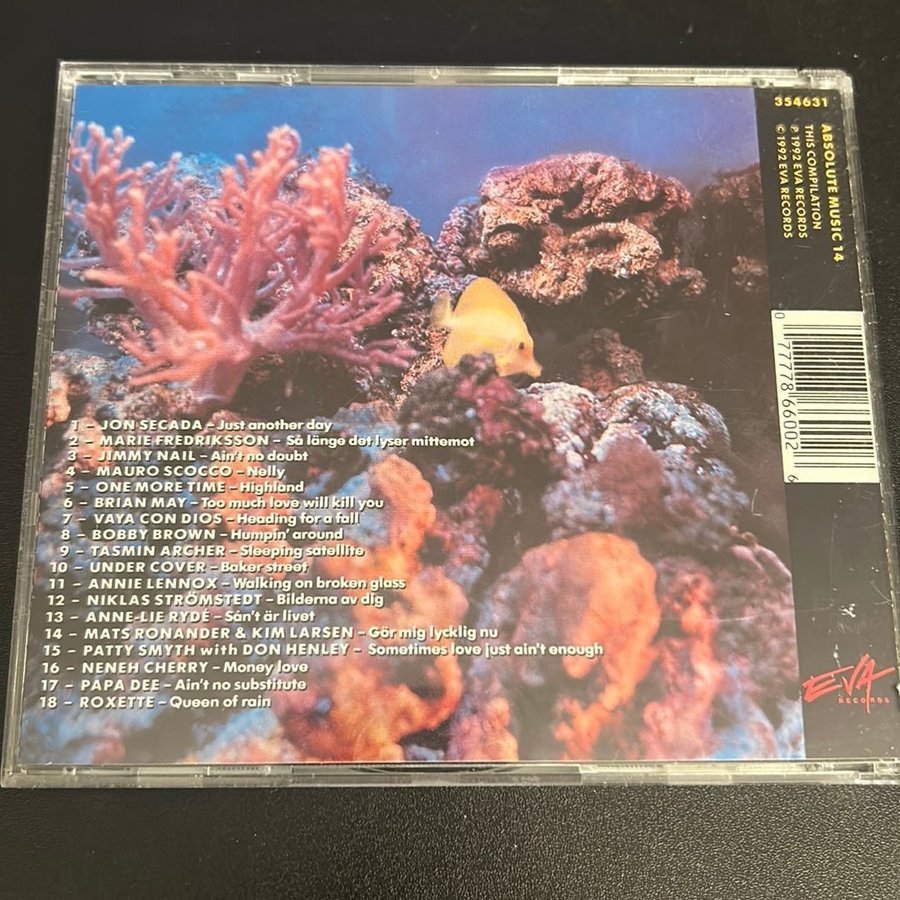 1 – JON SECADA – Just another day
2 – MARIE FREDRIKSSON – Så länge det lyser mittemot
3 – JIMMY NAIL – Ain't no doubt
4 – MAURO SCOCCO – Nelly
5 – ONE MORE TIME – Highland
6 – BRIAN MAY – Too much love will kill you
7 – VAYA CON DIOS – Heading for a fall
8 – BOBBY BROWN – Humpin' around
9 – TASMIN ARCHER – Sleeping satellite
10 – UNDER COVER – Baker street
11 – ANNIE LENNOX – Walking on broken glass
12 – NIKLAS STRÖMSTEDT – Bilderna av dig
13 – ANNE-LIE RYDÉ – Sån't är livet
14 – MATS RONANDER & KIM LARSEN – Gör mig lycklig nu
15 – PATTY SMYTH with DON HENLEY – Sometimes love just ain't enough
16 – NENEH CHERRY – Money love
17 – PAPA DEE – Ain't no substitute
18 – ROXETTE – Queen of rain
354631
ABSOLUTE MUSIC 14
THIS COMPILATION
P 1992 EVA RECORDS
© 1992 EVA RECORDS
0 77778 66002 6
EVA
RECORDS